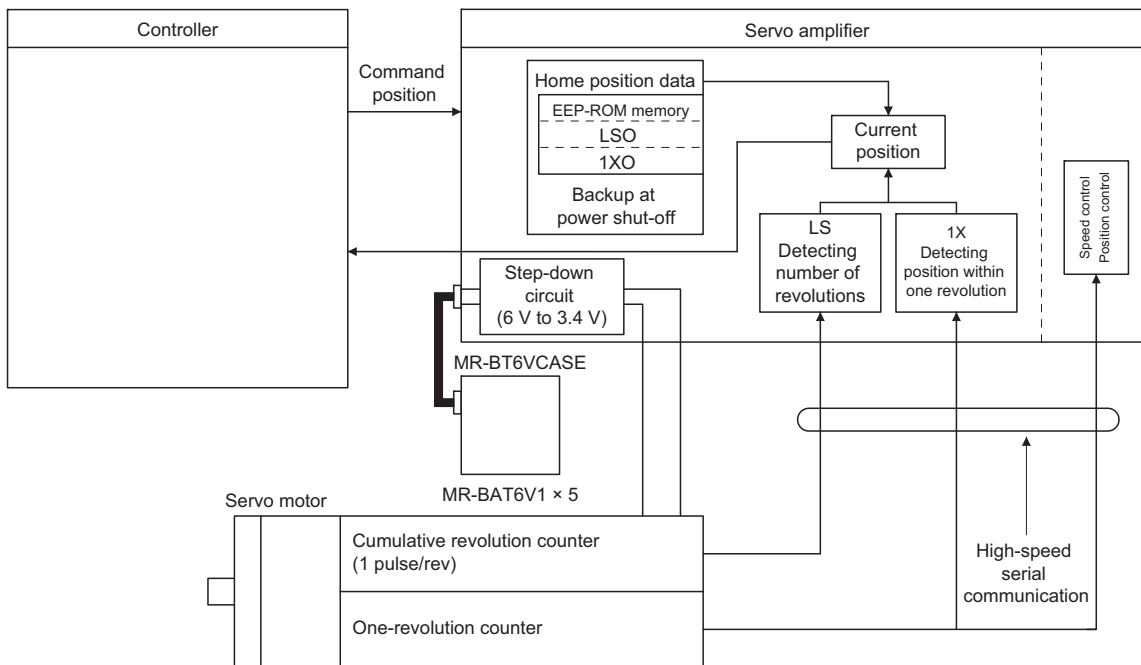 Controller
Servo amplifier
Command
position
Home position data
EEP-ROM memory
LSO
1XO
Backup at
power shut-off
Current
position
LS
Detecting
number of
revolutions
1X
Detecting
position within
one revolution
Speed control
Position control
Step-down
circuit
(6 V to 3.4 V)
MR-BT6VCASE
MR-BAT6V1 × 5
Servo motor
Cumulative revolution counter
(1 pulse/rev)
One-revolution counter
High-speed
serial
communication